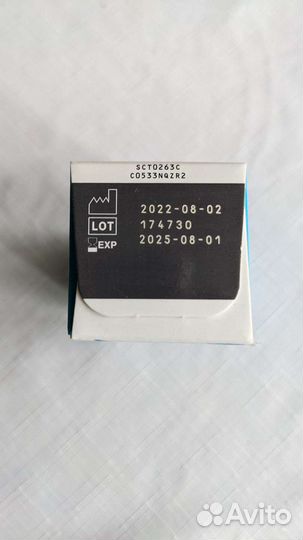 SCT0263C
C0533NQZR2
2022-08-02
LOT 174730
EXP 2025-08-01
Avito